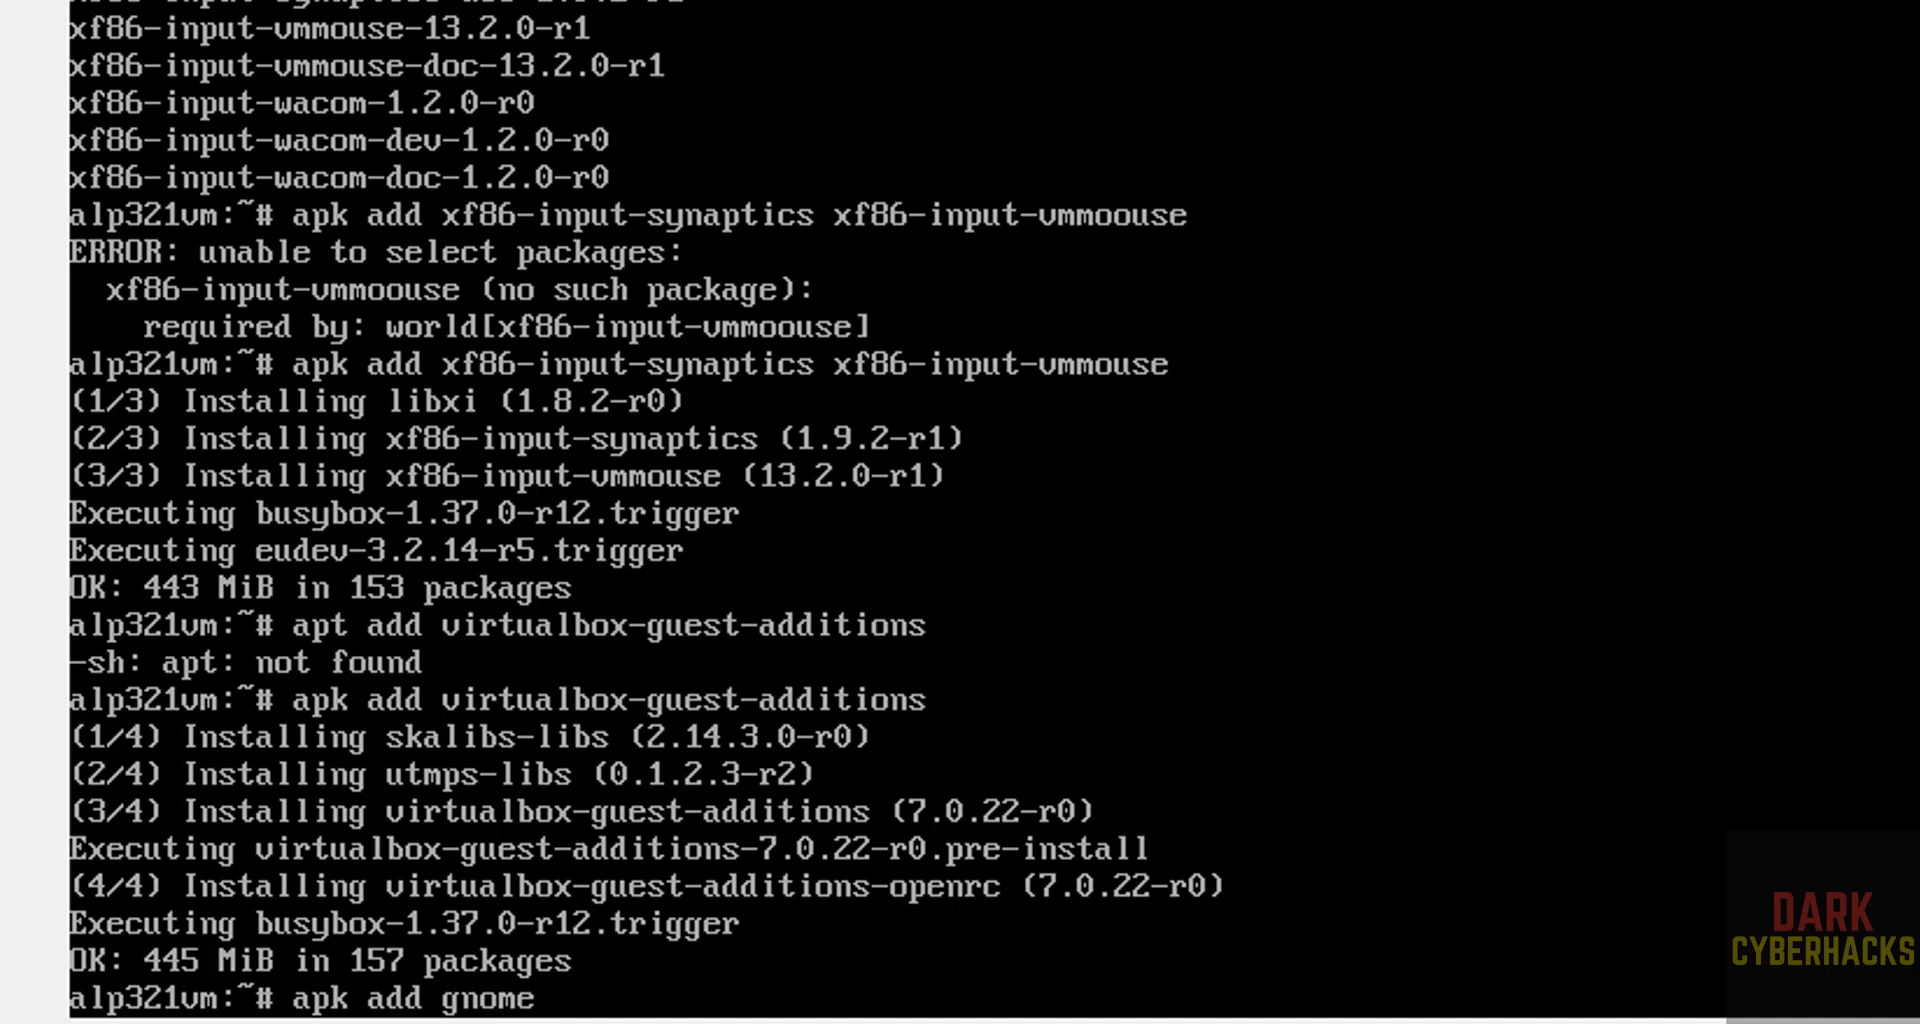 xf86-input-vmmouse-13.2.0-r1
xf86-input-vmmouse-doc-13.2.0-r1
xf86-input-wacom-1.2.0-r0
xf86-input-wacom-dev-1.2.0-r0
xf86-input-wacom-doc-1.2.0-r0
alp321vm:~# apk add xf86-input-synaptics xf86-input-vmmoouse
ERROR: unable to select packages:
  xf86-input-vmmoouse (no such package):
    required by: world[xf86-input-vmmoouse]
alp321vm:~# apk add xf86-input-synaptics xf86-input-vmmouse
(1/3) Installing libxi (1.8.2-r0)
(2/3) Installing xf86-input-synaptics (1.9.2-r1)
(3/3) Installing xf86-input-vmmouse (13.2.0-r1)
Executing busybox-1.37.0-r12.trigger
Executing eudev-3.2.14-r5.trigger
OK: 443 MiB in 153 packages
alp321vm:~# apt add virtualbox-guest-additions
-sh: apt: not found
alp321vm:~# apk add virtualbox-guest-additions
(1/4) Installing skalibs-libs (2.14.3.0-r0)
(2/4) Installing utmps-libs (0.1.2.3-r2)
(3/4) Installing virtualbox-guest-additions (7.0.22-r0)
Executing virtualbox-guest-additions-7.0.22-r0.pre-install
(4/4) Installing virtualbox-guest-additions-openrc (7.0.22-r0)
Executing busybox-1.37.0-r12.trigger
OK: 445 MiB in 157 packages
alp321vm:~# apk add gnome
DARK
CYBERHACKS